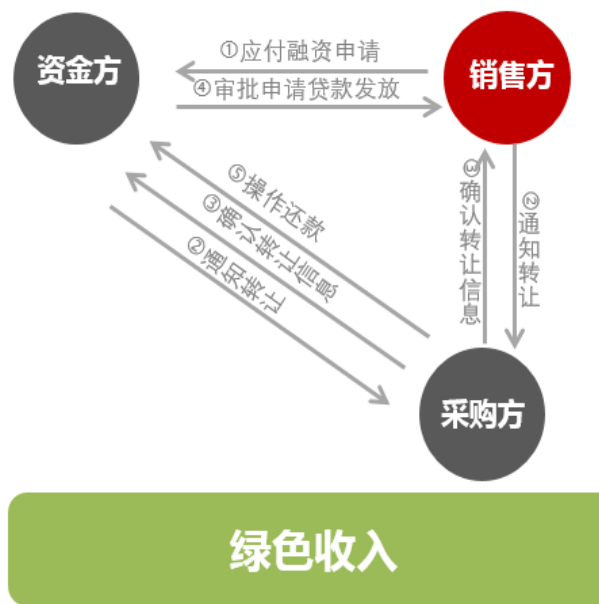 资金方
①应付融资申请
④审批申请贷款发放
销售方
⑤操作还款
③确认转让信息
②通知转让
③确认转让信息
②通知转让
采购方
绿色收入